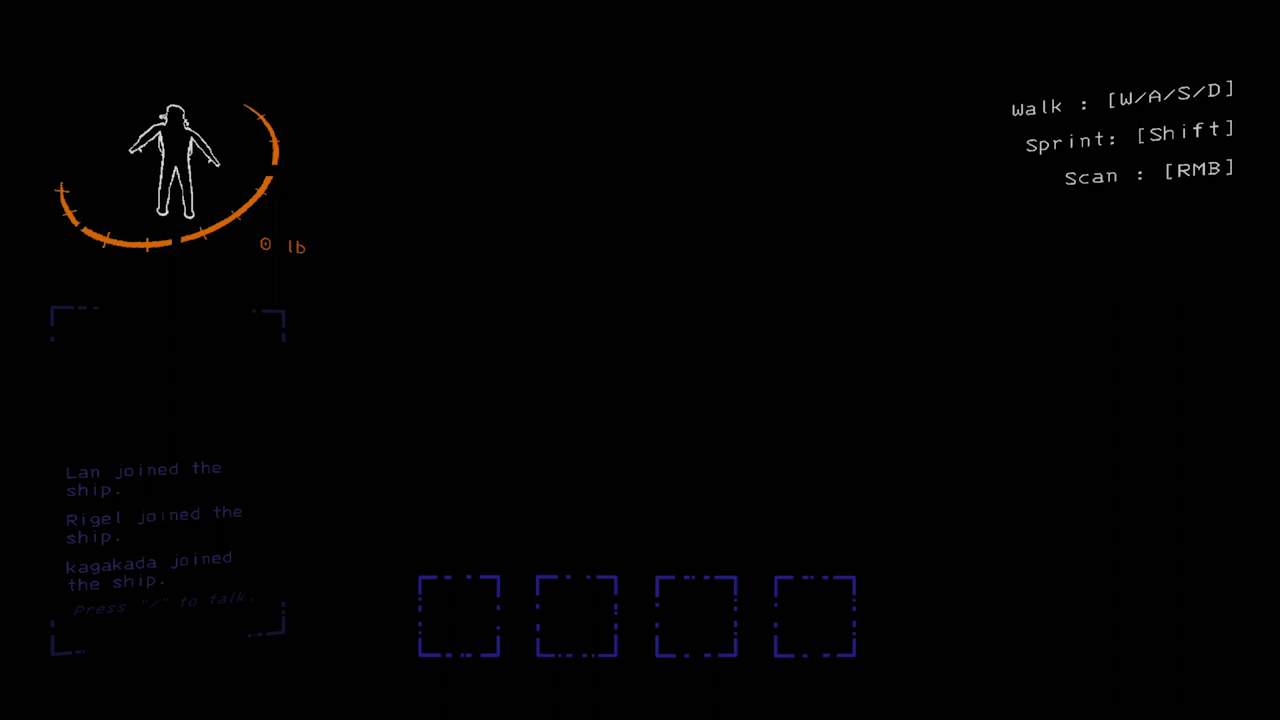 Walk : [W/A/S/D]
Sprint: [Shift]
Scan : [RMB]
0 lb
Lan joined the
ship.
Rigel joined the
ship.
kagakada joined
the ship.
Press "/" to talk.